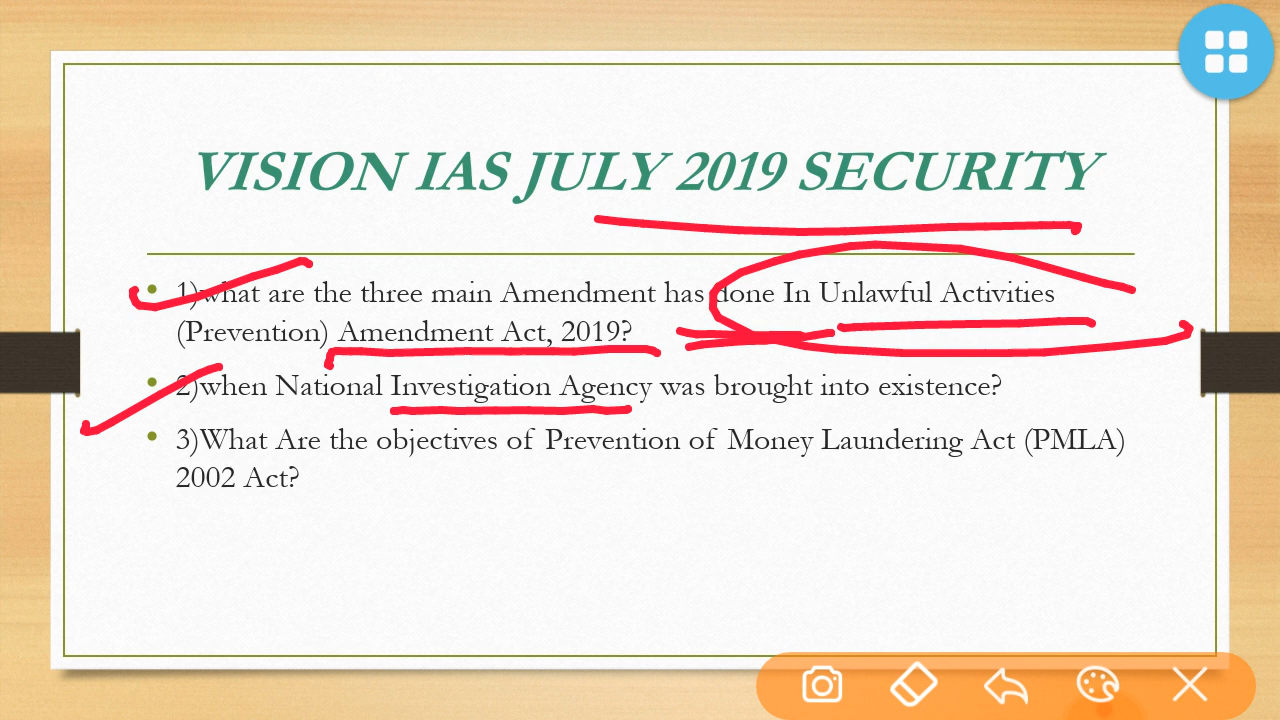 VISION IAS JULY 2019 SECURITY
1)what are the three main Amendment has done In Unlawful Activities
(Prevention) Amendment Act, 2019?
2)when National Investigation Agency was brought into existence?
3)What Are the objectives of Prevention of Money Laundering Act (PMLA)
2002 Act?